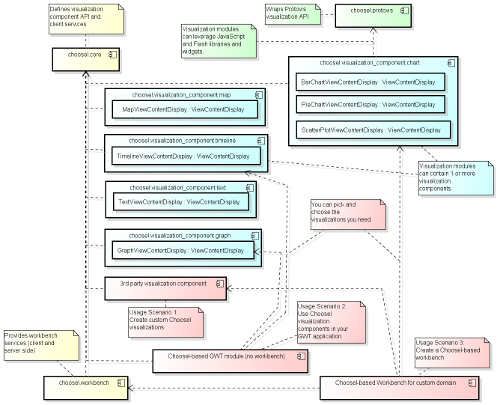 Defines visualization
component API and
client services
Wraps Protovis
visualization API
choosel.protovis
Visualization modules
can leverage JavaScript
and Flash libraries and
widgets.
choosel.core
choosel.visualization_component.chart
BarChartViewContentDisplay : ViewContentDisplay
PieChartViewContentDisplay : ViewContentDisplay
ScatterPlotViewContentDisplay : ViewContentDisplay
choosel.visualization_component.map
MapViewContentDisplay : ViewContentDisplay
choosel.visualization_component.timeline
TimelineViewContentDisplay : ViewContentDisplay
Visualization modules
can contain 1 or more
visualization
components
choosel.visualization_component.text
TextViewContentDisplay : ViewContentDisplay
You can pick and
choose the
visualizations you need
choosel.visualization_component.graph
GraphViewContentDisplay : ViewContentDisplay
3rd party visualization component
Usage Scenario 1:
Create custom Choosel
visualizations
Usage Scenario 2:
Use Choosel
visualization
components in your
GWT application
Provides workbench
services (client and
server side)
Usage Scenario 3:
Create a Choosel-based
workbench
Choosel-based GWT module (no workbench)
choosel.workbench
Choosel-based Workbench for custom domain